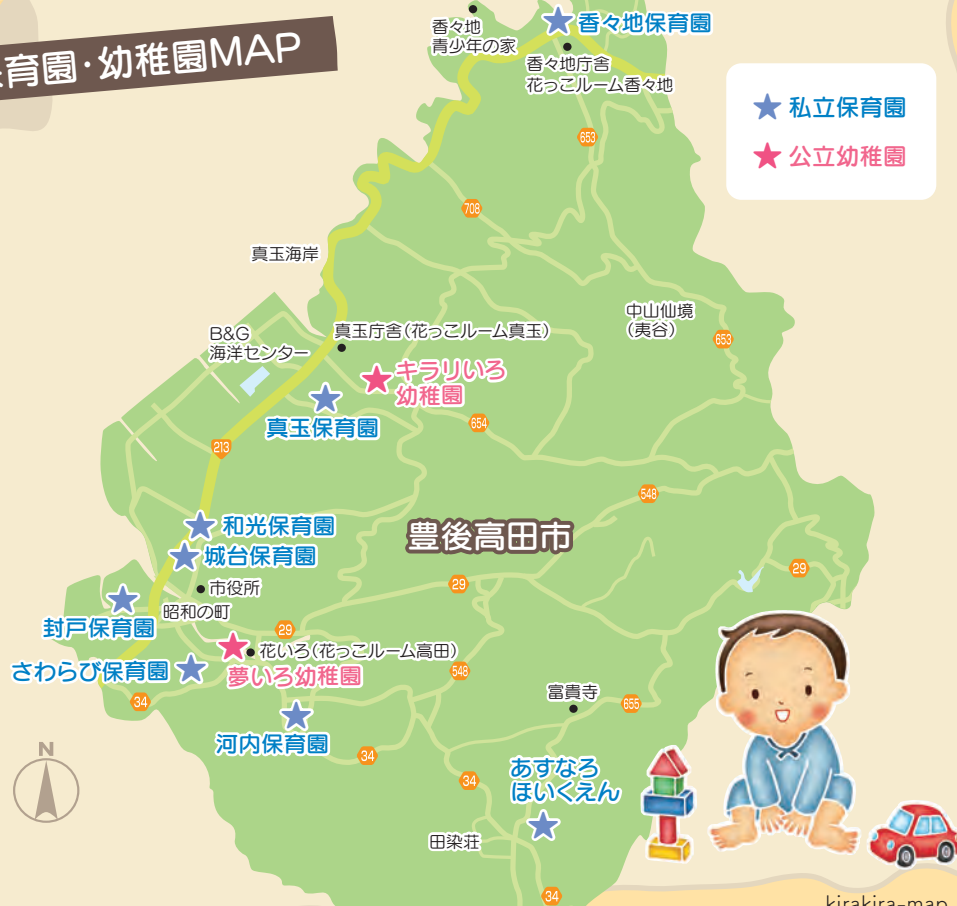 育園・幼稚園MAP
香々地
青少年の家
香々地保育園
香々地庁舎
花っこルーム香々地
私立保育園
公立幼稚園
653
708
真玉海岸
中山仙境
(夷谷)
653
B&G
海洋センター
真玉庁舎(花っこルーム真玉)
キラリいろ
幼稚園
真玉保育園
654
213
548
和光保育園
豊後高田市
城台保育園
29
29
市役所
昭和の町
封戸保育園
29
花いろ(花っこルーム高田)
さわらび保育園
夢いろ幼稚園
548
富貴寺
655
34
河内保育園
34
34
あすなろ
ほいくえん
N
田染荘
34
kirakira-map